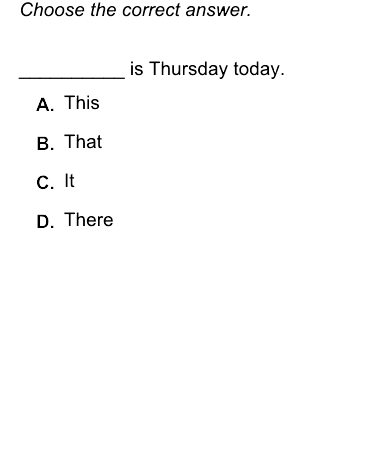 Choose the correct answer.
__________ is Thursday today.
A. This
B. That
C. It
D. There